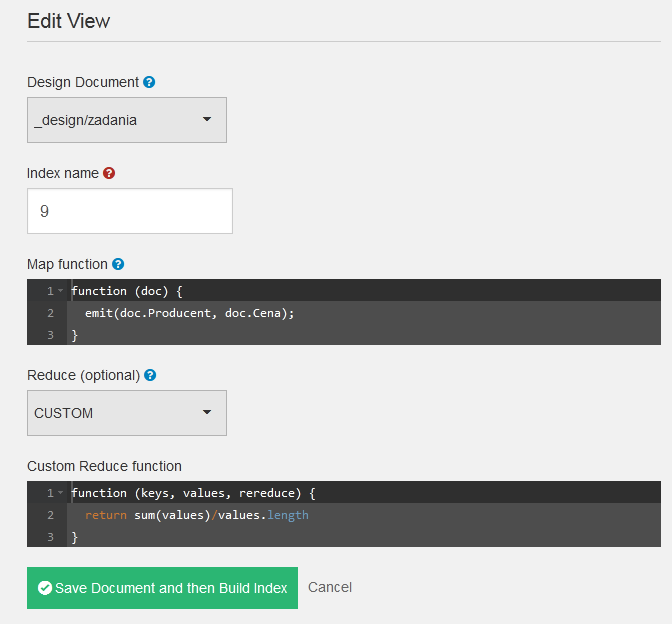 Edit View
Design Document ?
_design/zadania
Index name ?
9
Map function ?
1 function (doc) {
2 emit(doc.Producent, doc.Cena);
3 }
Reduce (optional) ?
CUSTOM
Custom Reduce function
1 function (keys, values, rereduce) {
2 return sum(values)/values.length
3 }
Save Document and then Build Index Cancel